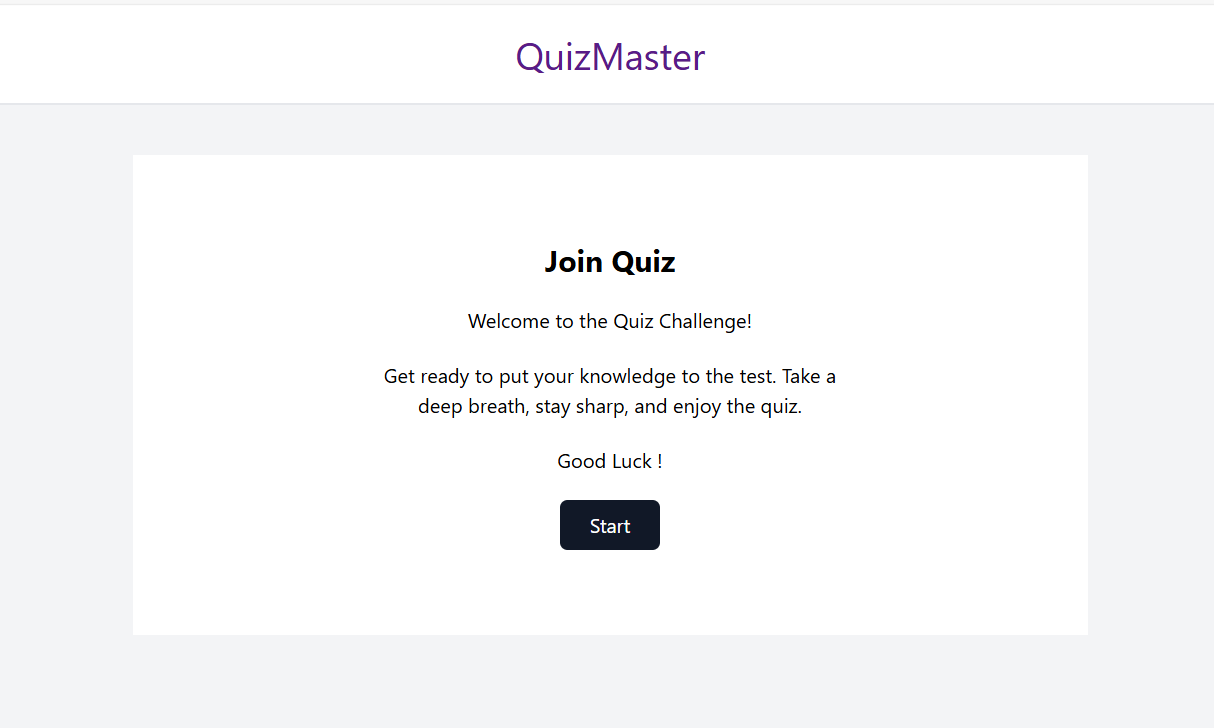 QuizMaster
Join Quiz
Welcome to the Quiz Challenge!
Get ready to put your knowledge to the test. Take a
deep breath, stay sharp, and enjoy the quiz.
Good Luck !
Start